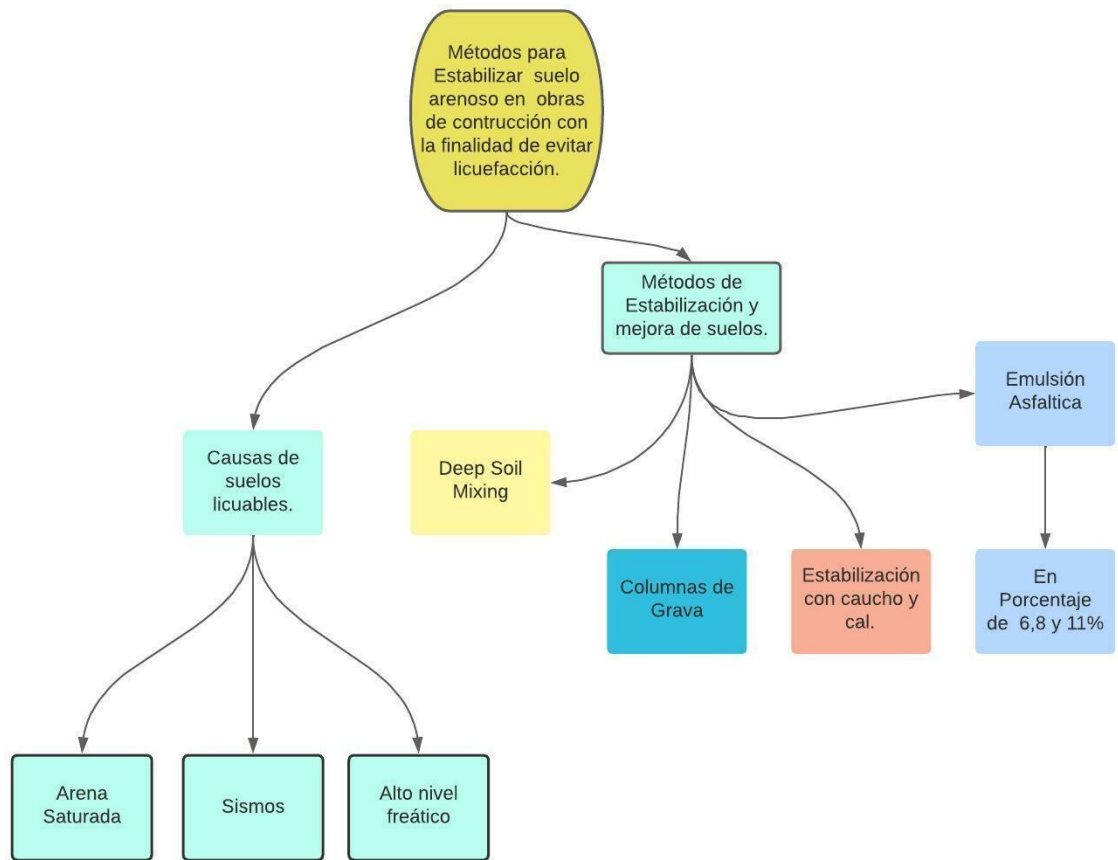 Métodos para
Estabilizar suelo
arenoso en obras
de contrucción con
la finalidad de evitar
licuefacción.
Métodos de
Estabilización y
mejora de suelos.
Emulsión
Asfaltica
Causas de
suelos
licuables.
Deep Soil
Mixing
Columnas de
Grava
Estabilización
con caucho y
cal.
En
Porcentaje
de 6,8 y 11%
Arena
Saturada
Sismos
Alto nivel
freático